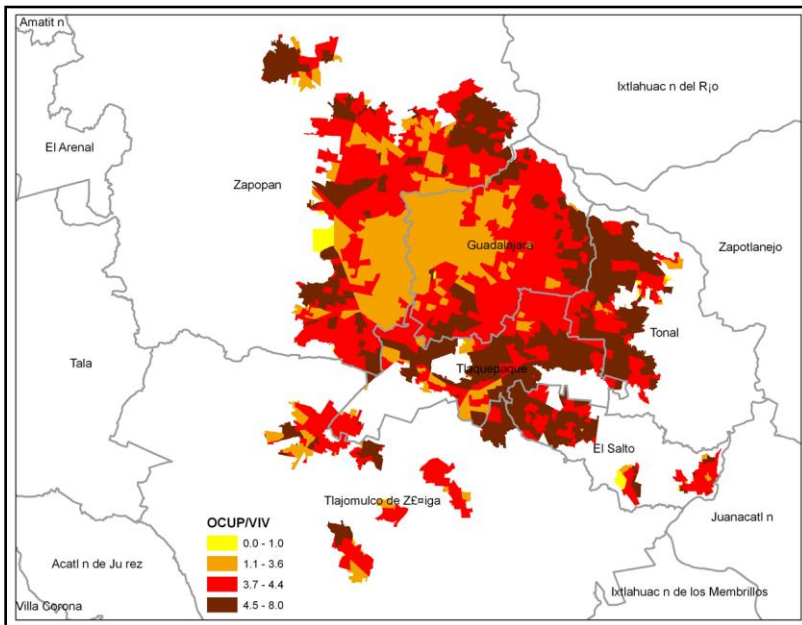 Amatit n
Ixtlahuac n del R¡o
El Arenal
Zapopan
Guadalajara
Zapotlanejo
Tonal
Tala
Tlaquepaque
El Salto
Tlajomulco de Z£¤iga
Juanacatl n
OCUP/VIV
0.0 - 1.0
1.1 - 3.6
3.7 - 4.4
4.5 - 8.0
Acatl n de Ju rez
Ixtlahuac n de los Membrillos
Villa Corona